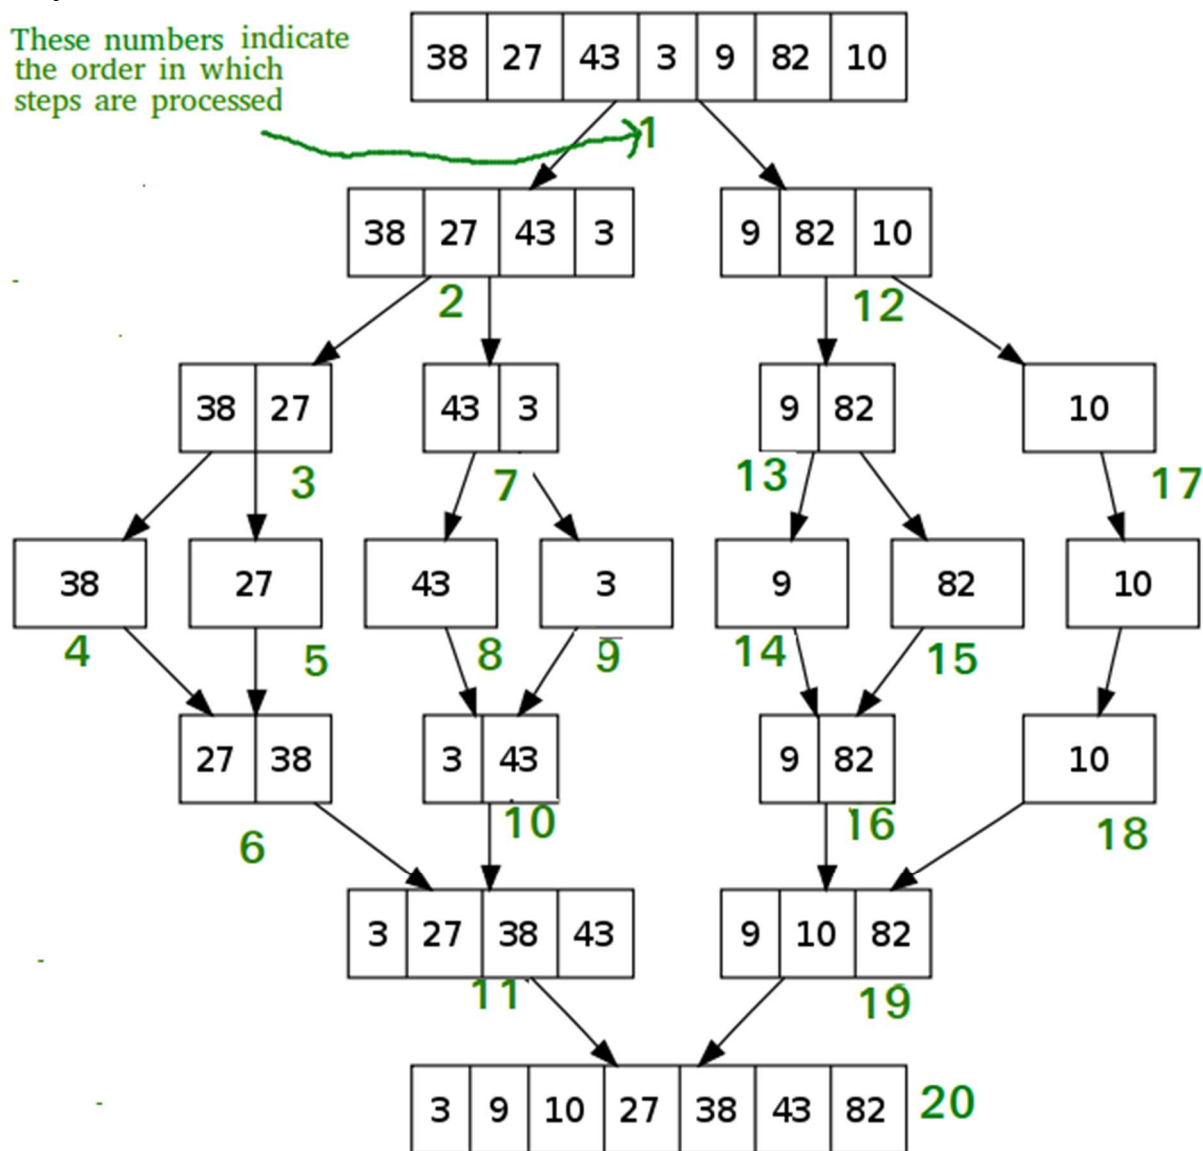 These numbers indicate
the order in which
steps are processed
38 27 43 3 9 82 10
1
38 27 43 3 9 82 10
2 12
38 27 43 3 9 82 10
3 7 13 17
38 27 43 3 9 82 10
4 5 8 9 14 15
27 38 3 43 9 82 10
6 10 16 18
3 27 38 43 9 10 82
11 19
3 9 10 27 38 43 82 20